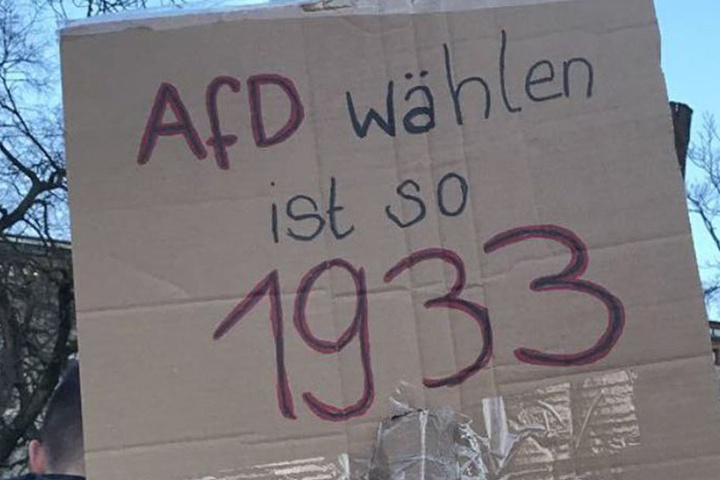 AfD wählen
ist so
1933